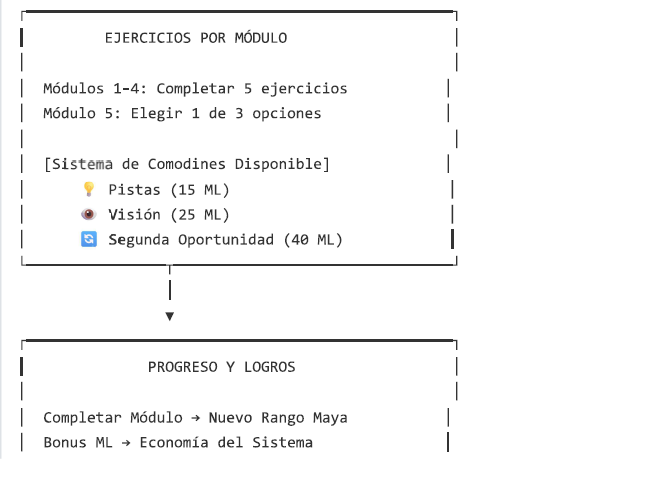 EJERCICIOS POR MÓDULO
Módulos 1-4: Completar 5 ejercicios
Módulo 5: Elegir 1 de 3 opciones
[Sistema de Comodines Disponible]
💡 Pistas (15 ML)
👁 Visión (25 ML)
🔄 Segunda Oportunidad (40 ML)
▼
PROGRESO Y LOGROS
Completar Módulo → Nuevo Rango Maya
Bonus ML → Economía del Sistema